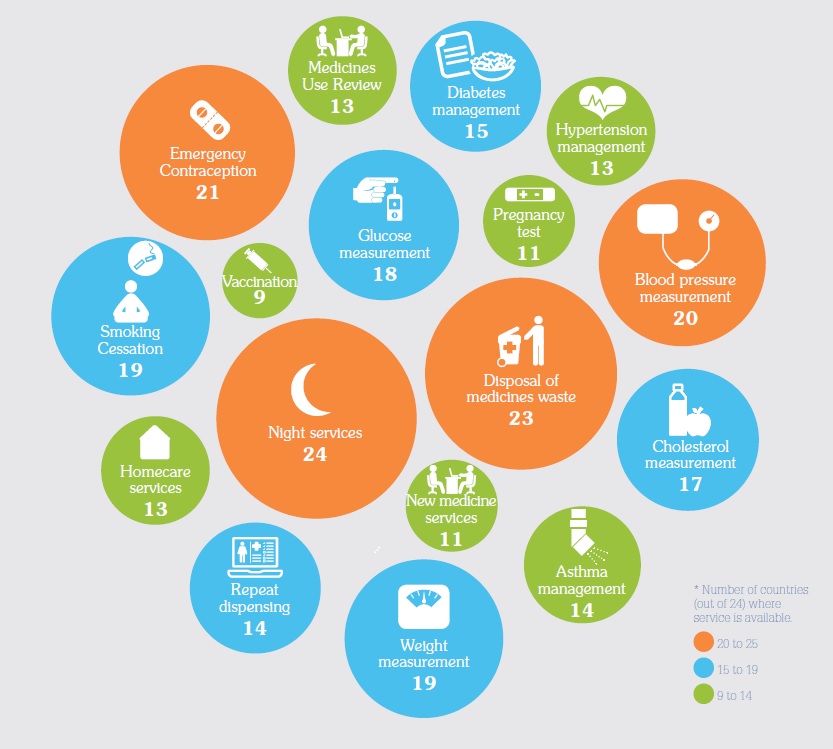 Medicines
Use Review
13
Diabetes
management
15
Emergency
Contraception
21
Hypertension
management
13
Glucose
measurement
18
Pregnancy
test
11
Blood pressure
measurement
20
Vaccination
9
Smoking
Cessation
19
Night services
24
Disposal of
medicines waste
23
Cholesterol
measurement
17
Homecare
services
13
New medicine
services
11
Asthma
management
14
Repeat
dispensing
14
Weight
measurement
19
* Number of countries
(out of 24) where
service is available.
20 to 25
15 to 19
9 to 14